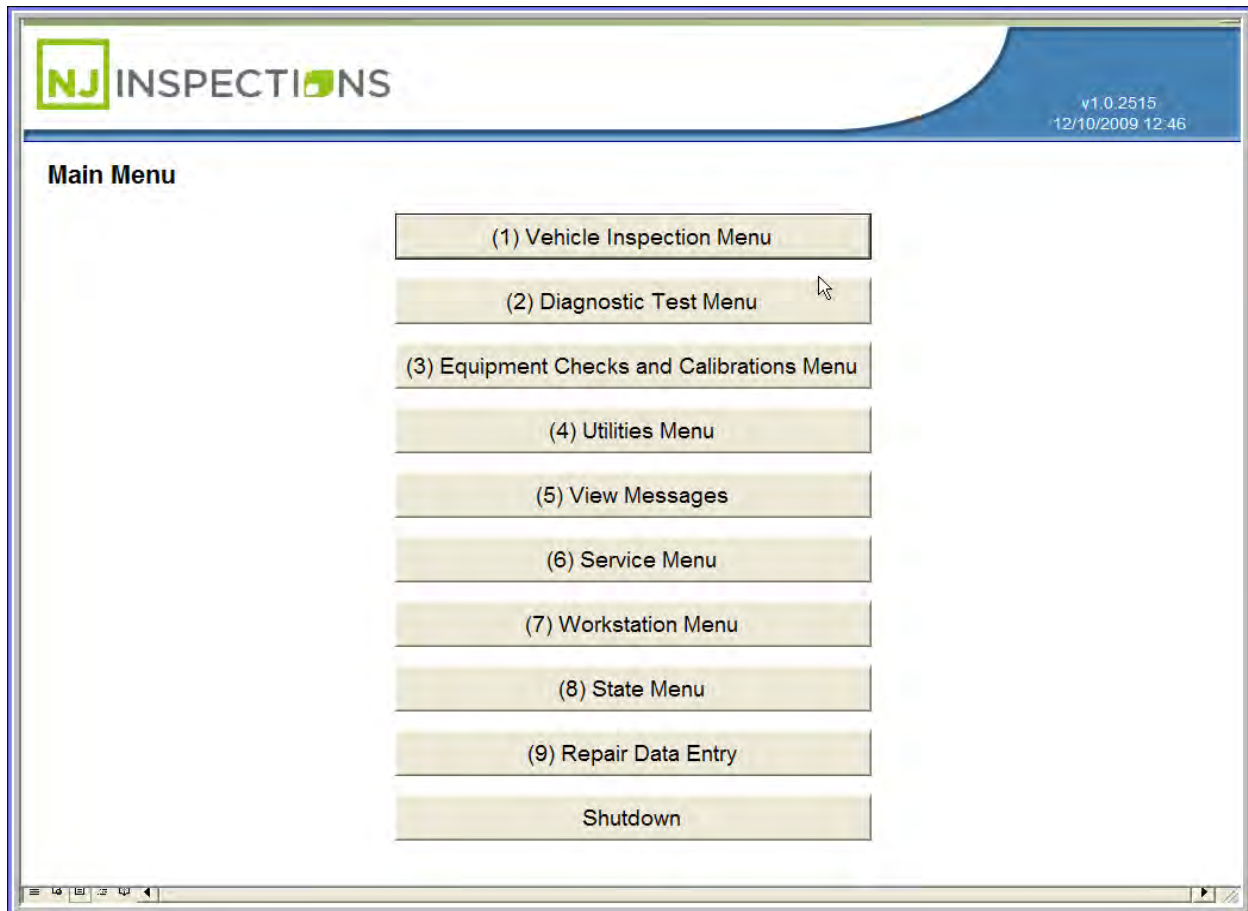 NJ INSPECTIONS
v1.0.2515
12/10/2009 12:46
Main Menu
(1) Vehicle Inspection Menu
(2) Diagnostic Test Menu
(3) Equipment Checks and Calibrations Menu
(4) Utilities Menu
(5) View Messages
(6) Service Menu
(7) Workstation Menu
(8) State Menu
(9) Repair Data Entry
Shutdown